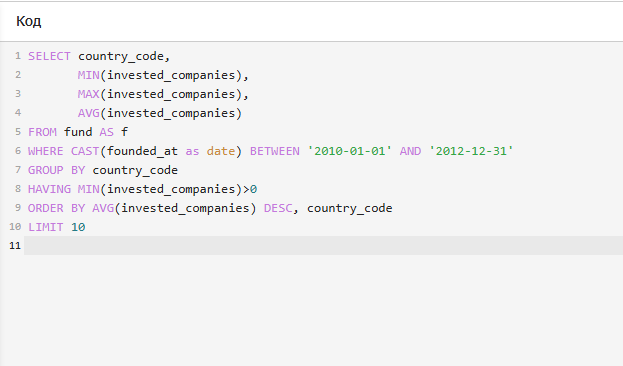 Код
1 SELECT country_code,
2        MIN(invested_companies),
3        MAX(invested_companies),
4        AVG(invested_companies)
5 FROM fund AS f
6 WHERE CAST(founded_at as date) BETWEEN '2010-01-01' AND '2012-12-31'
7 GROUP BY country_code
8 HAVING MIN(invested_companies)>0
9 ORDER BY AVG(invested_companies) DESC, country_code
10 LIMIT 10
11